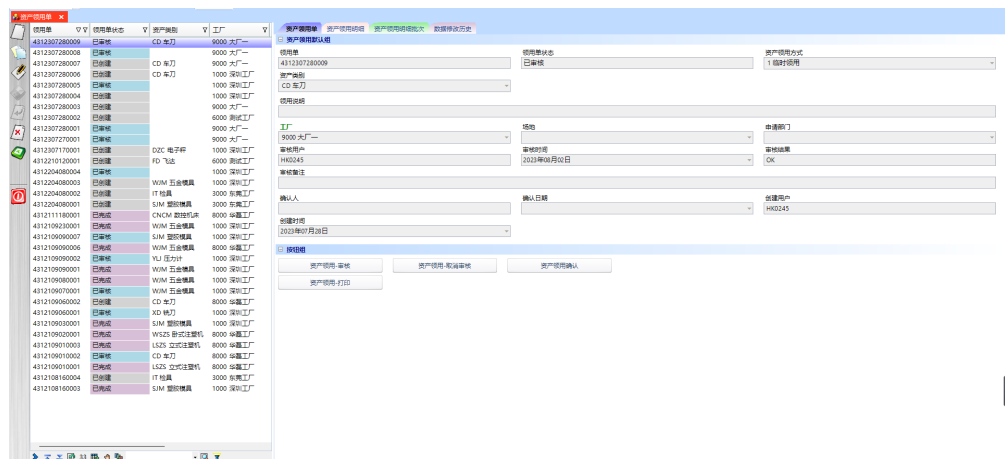 资产领用单
领用单 领用单状态 资产类别 工厂
4312307280009 已审核 CD 车刀 9000 大厂一
4312307280008 已审核 9000 大厂一
4312307280007 已创建 CD 车刀 9000 大厂一
4312307280006 已创建 CD 车刀 1000 深圳工厂
4312307280005 已审核 1000 深圳工厂
4312307280004 已创建 1000 深圳工厂
4312307280003 已创建 9000 大厂一
4312307280002 已创建 6000 测试工厂
4312307280001 已审核 9000 大厂一
4312307270001 已审核 9000 大厂一
4312307170001 已创建 DZC 电子秤 1000 深圳工厂
4312210120001 已创建 FD 飞达 6000 测试工厂
4312204080004 已审核 1000 深圳工厂
4312204080003 已创建 WJM 五金模具 1000 深圳工厂
4312204080002 已创建 IT 检具 3000 东莞工厂
4312204080001 已创建 SJM 塑胶模具 3000 东莞工厂
4312111180001 已完成 CNCM 数控机床 8000 华磊工厂
4312109230001 已完成 WJM 五金模具 1000 深圳工厂
4312109090007 已审核 SJM 塑胶模具 1000 深圳工厂
4312109090006 已完成 WJM 五金模具 8000 华磊工厂
4312109090002 已审核 YLJ 压力计 1000 深圳工厂
4312109090001 已完成 WJM 五金模具 1000 深圳工厂
4312109080001 已完成 WJM 五金模具 1000 深圳工厂
4312109070001 已审核 WJM 五金模具 1000 深圳工厂
4312109060002 已创建 CD 车刀 8000 华磊工厂
4312109060001 已审核 XD 铣刀 1000 深圳工厂
4312109030001 已完成 SJM 塑胶模具 1000 深圳工厂
4312109020001 已完成 WSZS 卧式注塑机 8000 华磊工厂
4312109010003 已完成 LSZS 立式注塑机 8000 华磊工厂
4312109010002 已审核 CD 车刀 1000 深圳工厂
4312109010001 已完成 LSZS 立式注塑机 8000 华磊工厂
4312108160004 已创建 IT 检具 3000 东莞工厂
4312108160003 已完成 SJM 塑胶模具 1000 深圳工厂
资产领用单 资产领用明细 资产领用明细批次 数据修改历史
资产领用默认组
领用单 领用单状态 资产领用方式
4312307280009 已审核 1 临时领用
资产类别
CD 车刀
领用说明
工厂 场地 申请部门
9000 大厂一
审核用户 审核时间 审核结果
HK0245 2023年08月02日 OK
审核备注
确认人 确认日期 创建用户
HK0245
创建时间
2023年07月28日
按钮组
资产领用-审核 资产领用-取消审核 资产领用确认
资产领用-打印